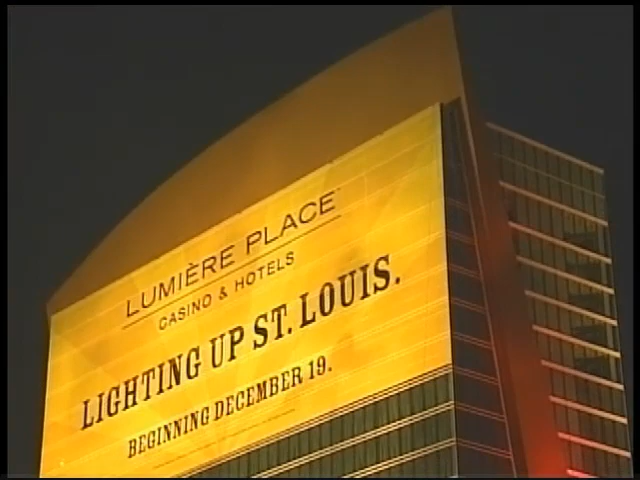 LUMIÈRE PLACE
CASINO & HOTELS
LIGHTING UP ST. LOUIS.
BEGINNING DECEMBER 19.